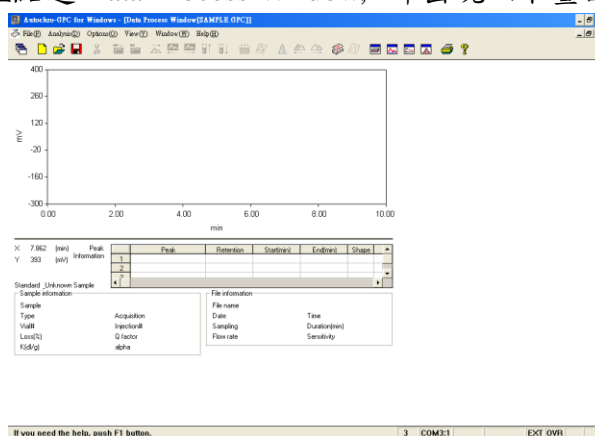 Autochro-GPC for Windows - [Data Process Window[SAMPLE.GPC]]
File(F) Analysis(D) Options(O) View(V) Window(W) Help(H)
400
260
120
-20
-160
-300
mV
0.00 2.00 4.00 6.00 8.00 10.00
min
X 7.862 (min)
Y 393 (mV)
Peak Information
Peak Retention Start(min) End(min) Shape
1
2
Standard _Unknown Sample
Sample information
Sample
Type Acquisition
Vial# Injection#
Loss(%) Q factor
K(dl/g) alpha
File information
File name
Date Time
Sampling Duration(min)
Flow rate Sensitivity
If you need the help, push F1 button. 3 COM3:1 EXT OVR